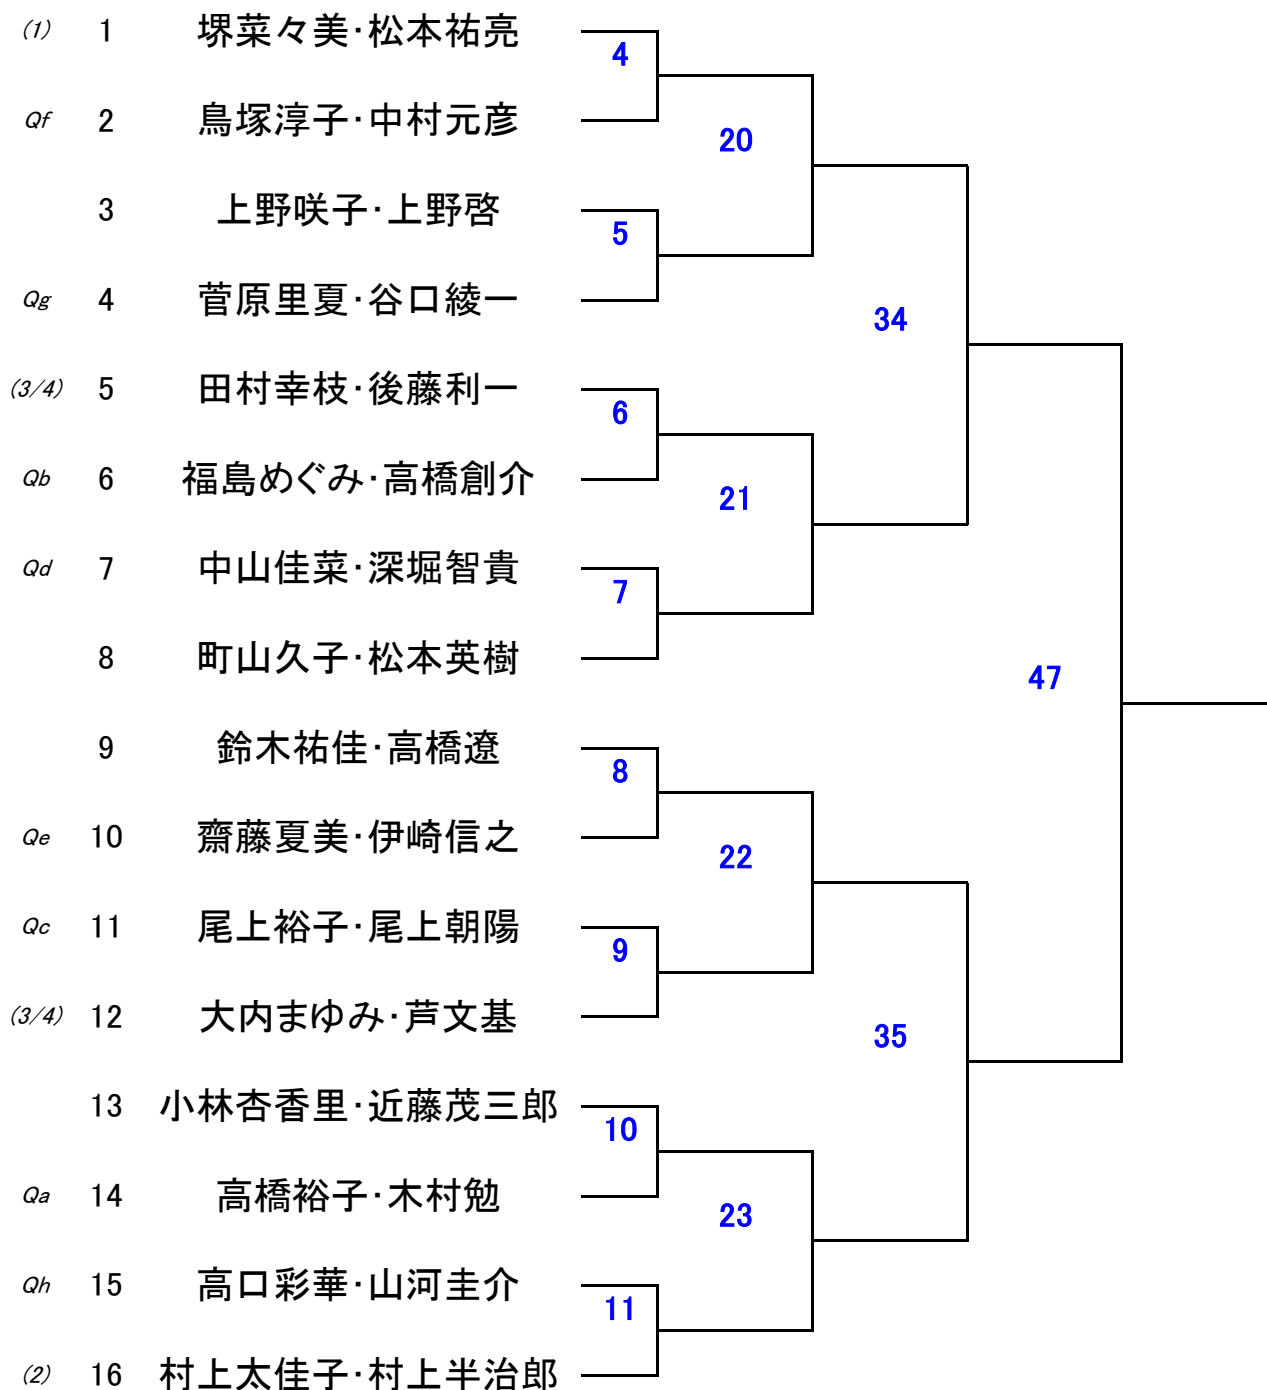 (1) 1 堺菜々美・松本祐亮
4
Qf 2 鳥塚淳子・中村元彦
20
3 上野咲子・上野啓
5
Qg 4 菅原里夏・谷口綾一
34
(3/4) 5 田村幸枝・後藤利一
6
Qb 6 福島めぐみ・高橋創介
21
Qd 7 中山佳菜・深堀智貴
7
8 町山久子・松本英樹
47
9 鈴木祐佳・高橋遼
8
Qe 10 齋藤夏美・伊崎信之
22
Qc 11 尾上裕子・尾上朝陽
9
(3/4) 12 大内まゆみ・芦文基
35
13 小林杏香里・近藤茂三郎
10
Qa 14 高橋裕子・木村勉
23
Qh 15 高口彩華・山河圭介
11
(2) 16 村上太佳子・村上半治郎